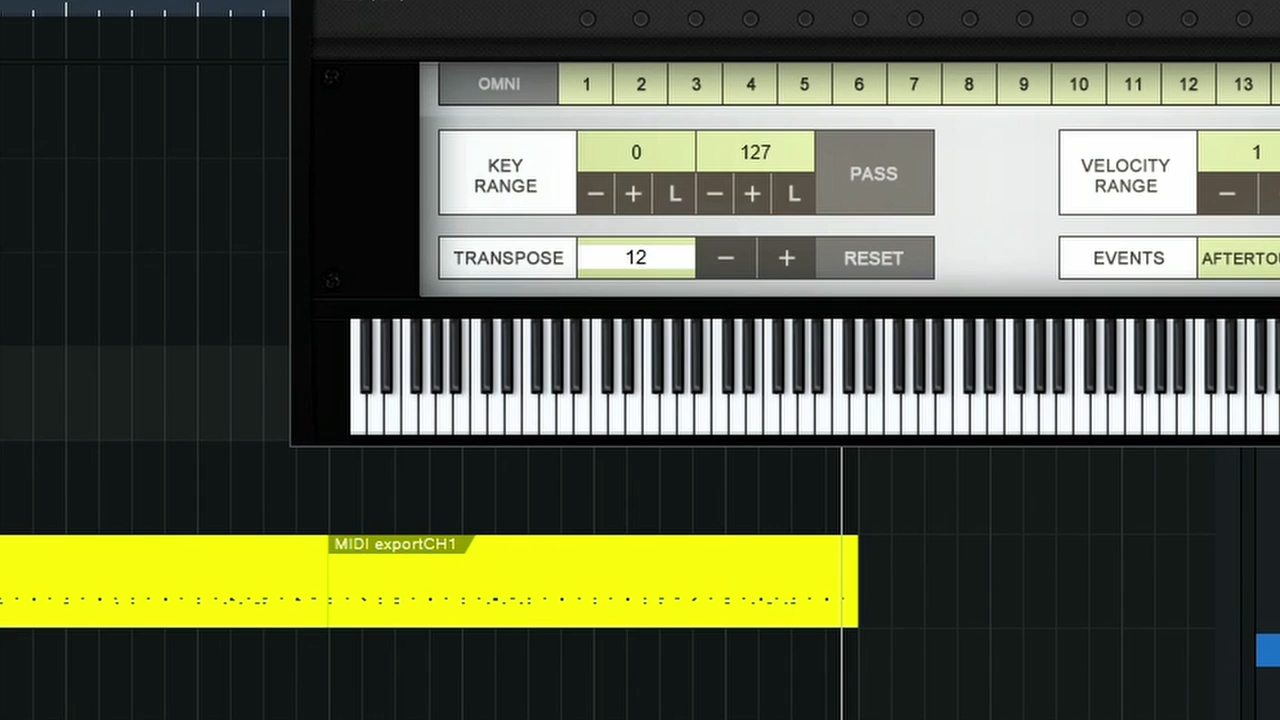 OMNI 1 2 3 4 5 6 7 8 9 10 11 12 13
KEY RANGE 0 127 PASS
− + L − + L
VELOCITY RANGE 1
−
TRANSPOSE 12 − + RESET
EVENTS
MIDI exportCH1